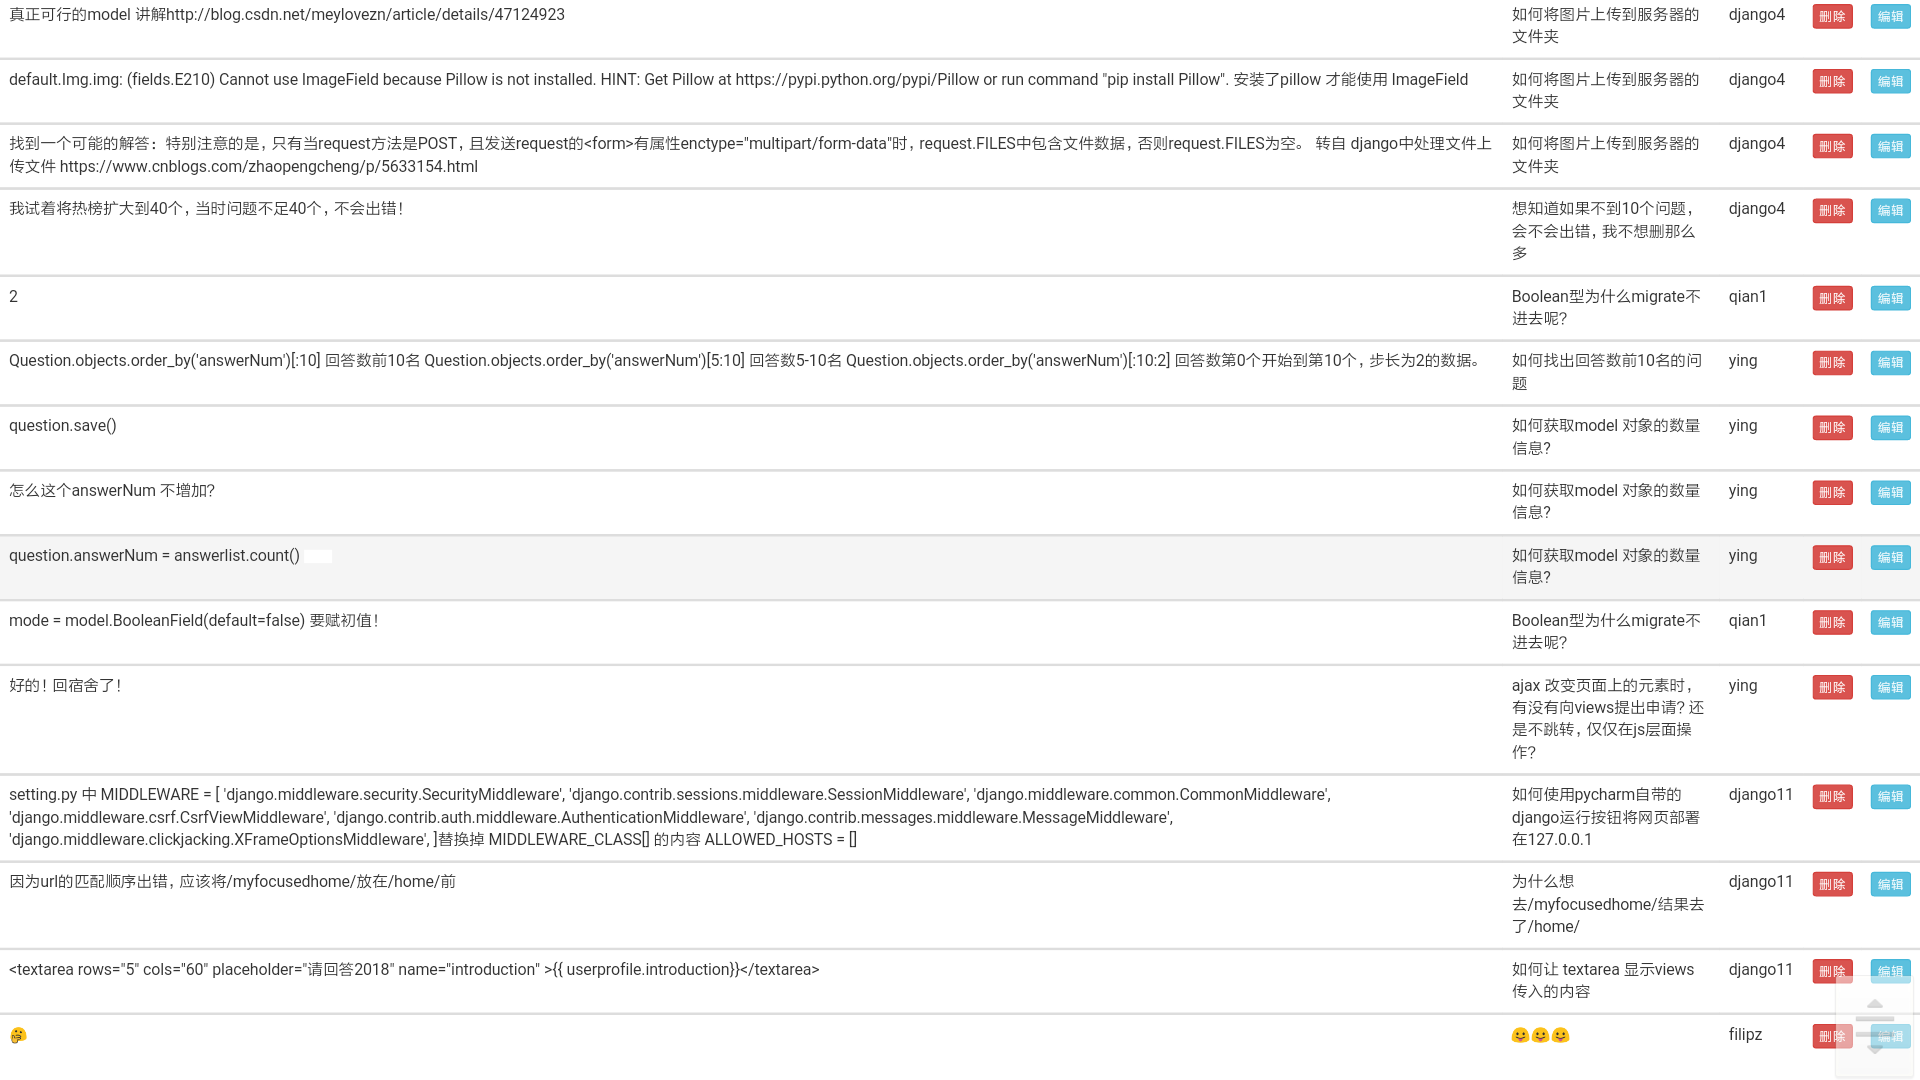 真正可行的model 讲解http://blog.csdn.net/meylovezn/article/details/47124923
如何将图片上传到服务器的
文件夹
django4
删除
编辑
default.Img.img: (fields.E210) Cannot use ImageField because Pillow is not installed. HINT: Get Pillow at https://pypi.python.org/pypi/Pillow or run command "pip install Pillow". 安装了pillow 才能使用 ImageField
如何将图片上传到服务器的
文件夹
django4
删除
编辑
找到一个可能的解答：特别注意的是，只有当request方法是POST，且发送request的<form>有属性enctype="multipart/form-data"时，request.FILES中包含文件数据，否则request.FILES为空。 转自 django中处理文件上
传文件 https://www.cnblogs.com/zhaopengcheng/p/5633154.html
如何将图片上传到服务器的
文件夹
django4
删除
编辑
我试着将热榜扩大到40个，当时问题不足40个，不会出错！
想知道如果不到10个问题，
会不会出错，我不想删那么
多
django4
删除
编辑
2
Boolean型为什么migrate不
进去呢？
qian1
删除
编辑
Question.objects.order_by('answerNum')[:10] 回答数前10名 Question.objects.order_by('answerNum')[5:10] 回答数5-10名 Question.objects.order_by('answerNum')[:10:2] 回答数第0个开始到第10个，步长为2的数据。
如何找出回答数前10名的问
题
ying
删除
编辑
question.save()
如何获取model 对象的数量
信息？
ying
删除
编辑
怎么这个answerNum 不增加？
如何获取model 对象的数量
信息？
ying
删除
编辑
question.answerNum = answerlist.count()
如何获取model 对象的数量
信息？
ying
删除
编辑
mode = model.BooleanField(default=false) 要赋初值！
Boolean型为什么migrate不
进去呢？
qian1
删除
编辑
好的！回宿舍了！
ajax 改变页面上的元素时，
有没有向views提出申请？还
是不跳转，仅仅在js层面操
作？
ying
删除
编辑
setting.py 中 MIDDLEWARE = [ 'django.middleware.security.SecurityMiddleware', 'django.contrib.sessions.middleware.SessionMiddleware', 'django.middleware.common.CommonMiddleware',
'django.middleware.csrf.CsrfViewMiddleware', 'django.contrib.auth.middleware.AuthenticationMiddleware', 'django.contrib.messages.middleware.MessageMiddleware',
'django.middleware.clickjacking.XFrameOptionsMiddleware', ]替换掉 MIDDLEWARE_CLASS[] 的内容 ALLOWED_HOSTS = []
如何使用pycharm自带的
django运行按钮将网页部署
在127.0.0.1
django11
删除
编辑
因为url的匹配顺序出错，应该将/myfocusedhome/放在/home/前
为什么想
去/myfocusedhome/结果去
了/home/
django11
删除
编辑
<textarea rows="5" cols="60" placeholder="请回答2018" name="introduction" >{{ userprofile.introduction}}</textarea>
如何让 textarea 显示views
传入的内容
django11
删除
编辑
🤔
😛😛😛
filipz
删除
编辑